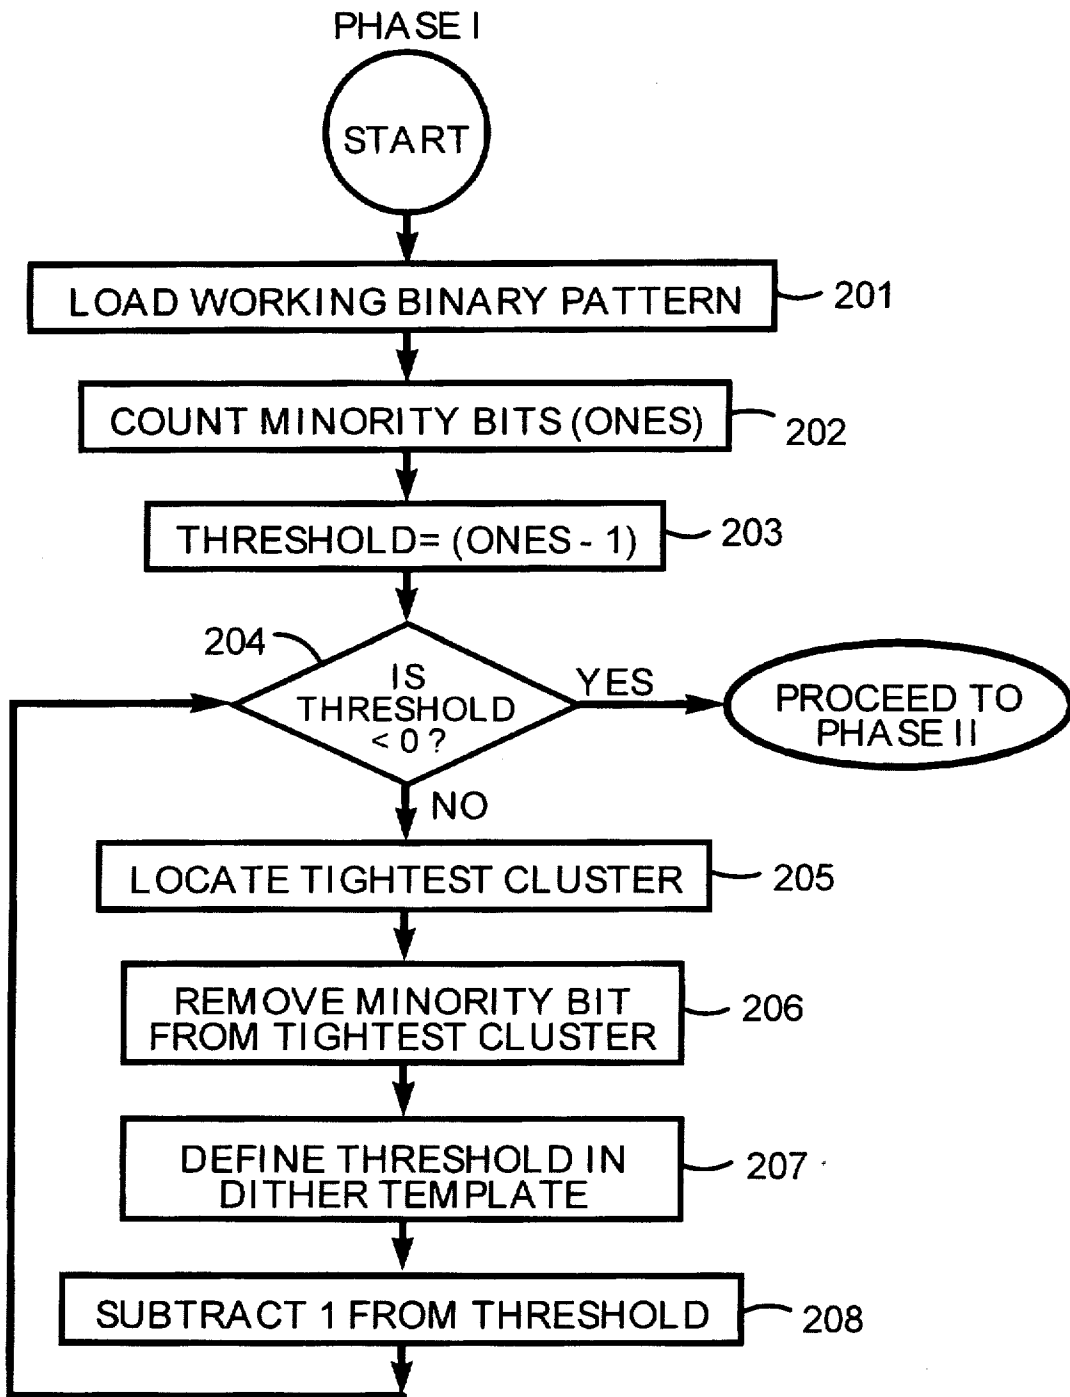 PHASE I
START
LOAD WORKING BINARY PATTERN
201
COUNT MINORITY BITS (ONES)
202
THRESHOLD= (ONES - 1)
203
204
IS
THRESHOLD
< 0 ?
YES
PROCEED TO
PHASE II
NO
LOCATE TIGHTEST CLUSTER
205
REMOVE MINORITY BIT
FROM TIGHTEST CLUSTER
206
DEFINE THRESHOLD IN
DITHER TEMPLATE
207
SUBTRACT 1 FROM THRESHOLD
208